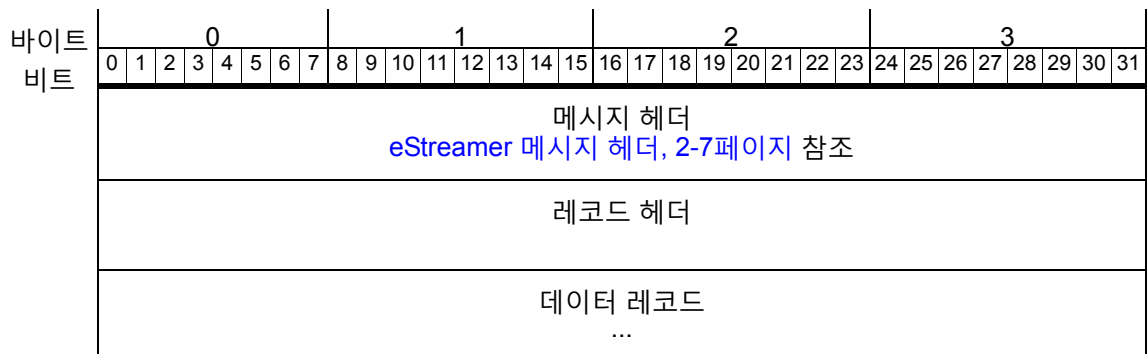 바이트 0 1 2 3
비트 0 1 2 3 4 5 6 7 8 9 10 11 12 13 14 15 16 17 18 19 20 21 22 23 24 25 26 27 28 29 30 31
메시지 헤더
eStreamer 메시지 헤더, 2-7페이지 참조
레코드 헤더
데이터 레코드
...